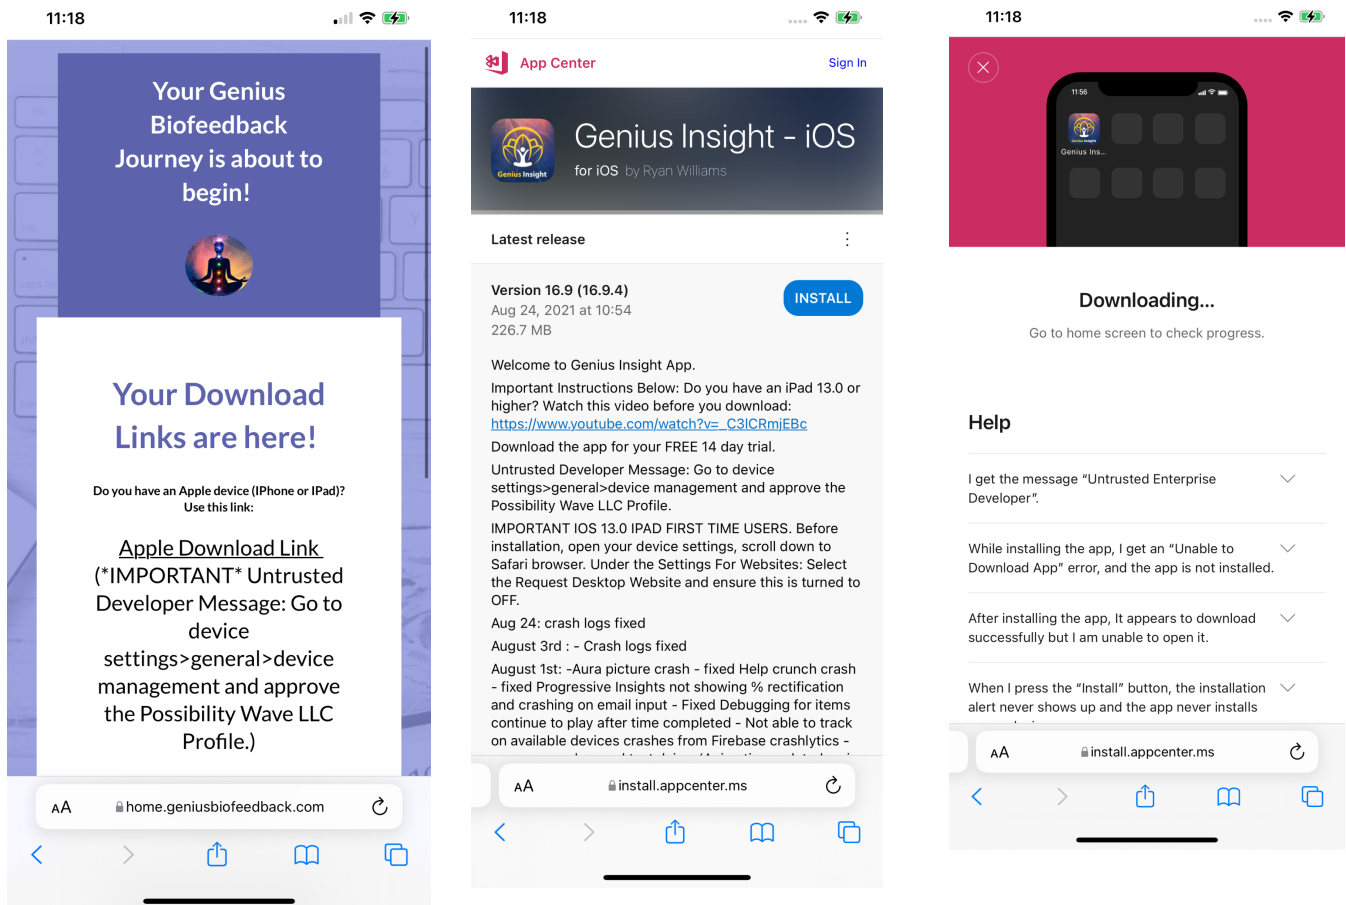 11:18
Your Genius
Biofeedback
Journey is about to
begin!
Your Download
Links are here!
Do you have an Apple device (IPhone or IPad)?
Use this link:
Apple Download Link
(*IMPORTANT* Untrusted
Developer Message: Go to
device
settings>general>device
management and approve
the Possibility Wave LLC
Profile.)
AA
home.geniusbiofeedback.com
11:18
App Center
Sign In
Genius Insight
Genius Insight - iOS
for iOS by Ryan Williams
Latest release
Version 16.9 (16.9.4)
Aug 24, 2021 at 10:54
226.7 MB
INSTALL
Welcome to Genius Insight App.
Important Instructions Below: Do you have an iPad 13.0 or
higher? Watch this video before you download:
https://www.youtube.com/watch?v=_C3lCRmjEBc
Download the app for your FREE 14 day trial.
Untrusted Developer Message: Go to device
settings>general>device management and approve the
Possibility Wave LLC Profile.
IMPORTANT IOS 13.0 IPAD FIRST TIME USERS. Before
installation, open your device settings, scroll down to
Safari browser. Under the Settings For Websites: Select
the Request Desktop Website and ensure this is turned to
OFF.
Aug 24: crash logs fixed
August 3rd : - Crash logs fixed
August 1st: -Aura picture crash - fixed Help crunch crash
- fixed Progressive Insights not showing % rectification
and crashing on email input - Fixed Debugging for items
continue to play after time completed - Not able to track
on available devices crashes from Firebase crashlytics -
AA
install.appcenter.ms
11:18
11:56
Genius Insight
Genius Ins...
Downloading...
Go to home screen to check progress.
Help
I get the message “Untrusted Enterprise
Developer”.
While installing the app, I get an “Unable to
Download App” error, and the app is not installed.
After installing the app, It appears to download
successfully but I am unable to open it.
When I press the “Install” button, the installation
alert never shows up and the app never installs
AA
install.appcenter.ms